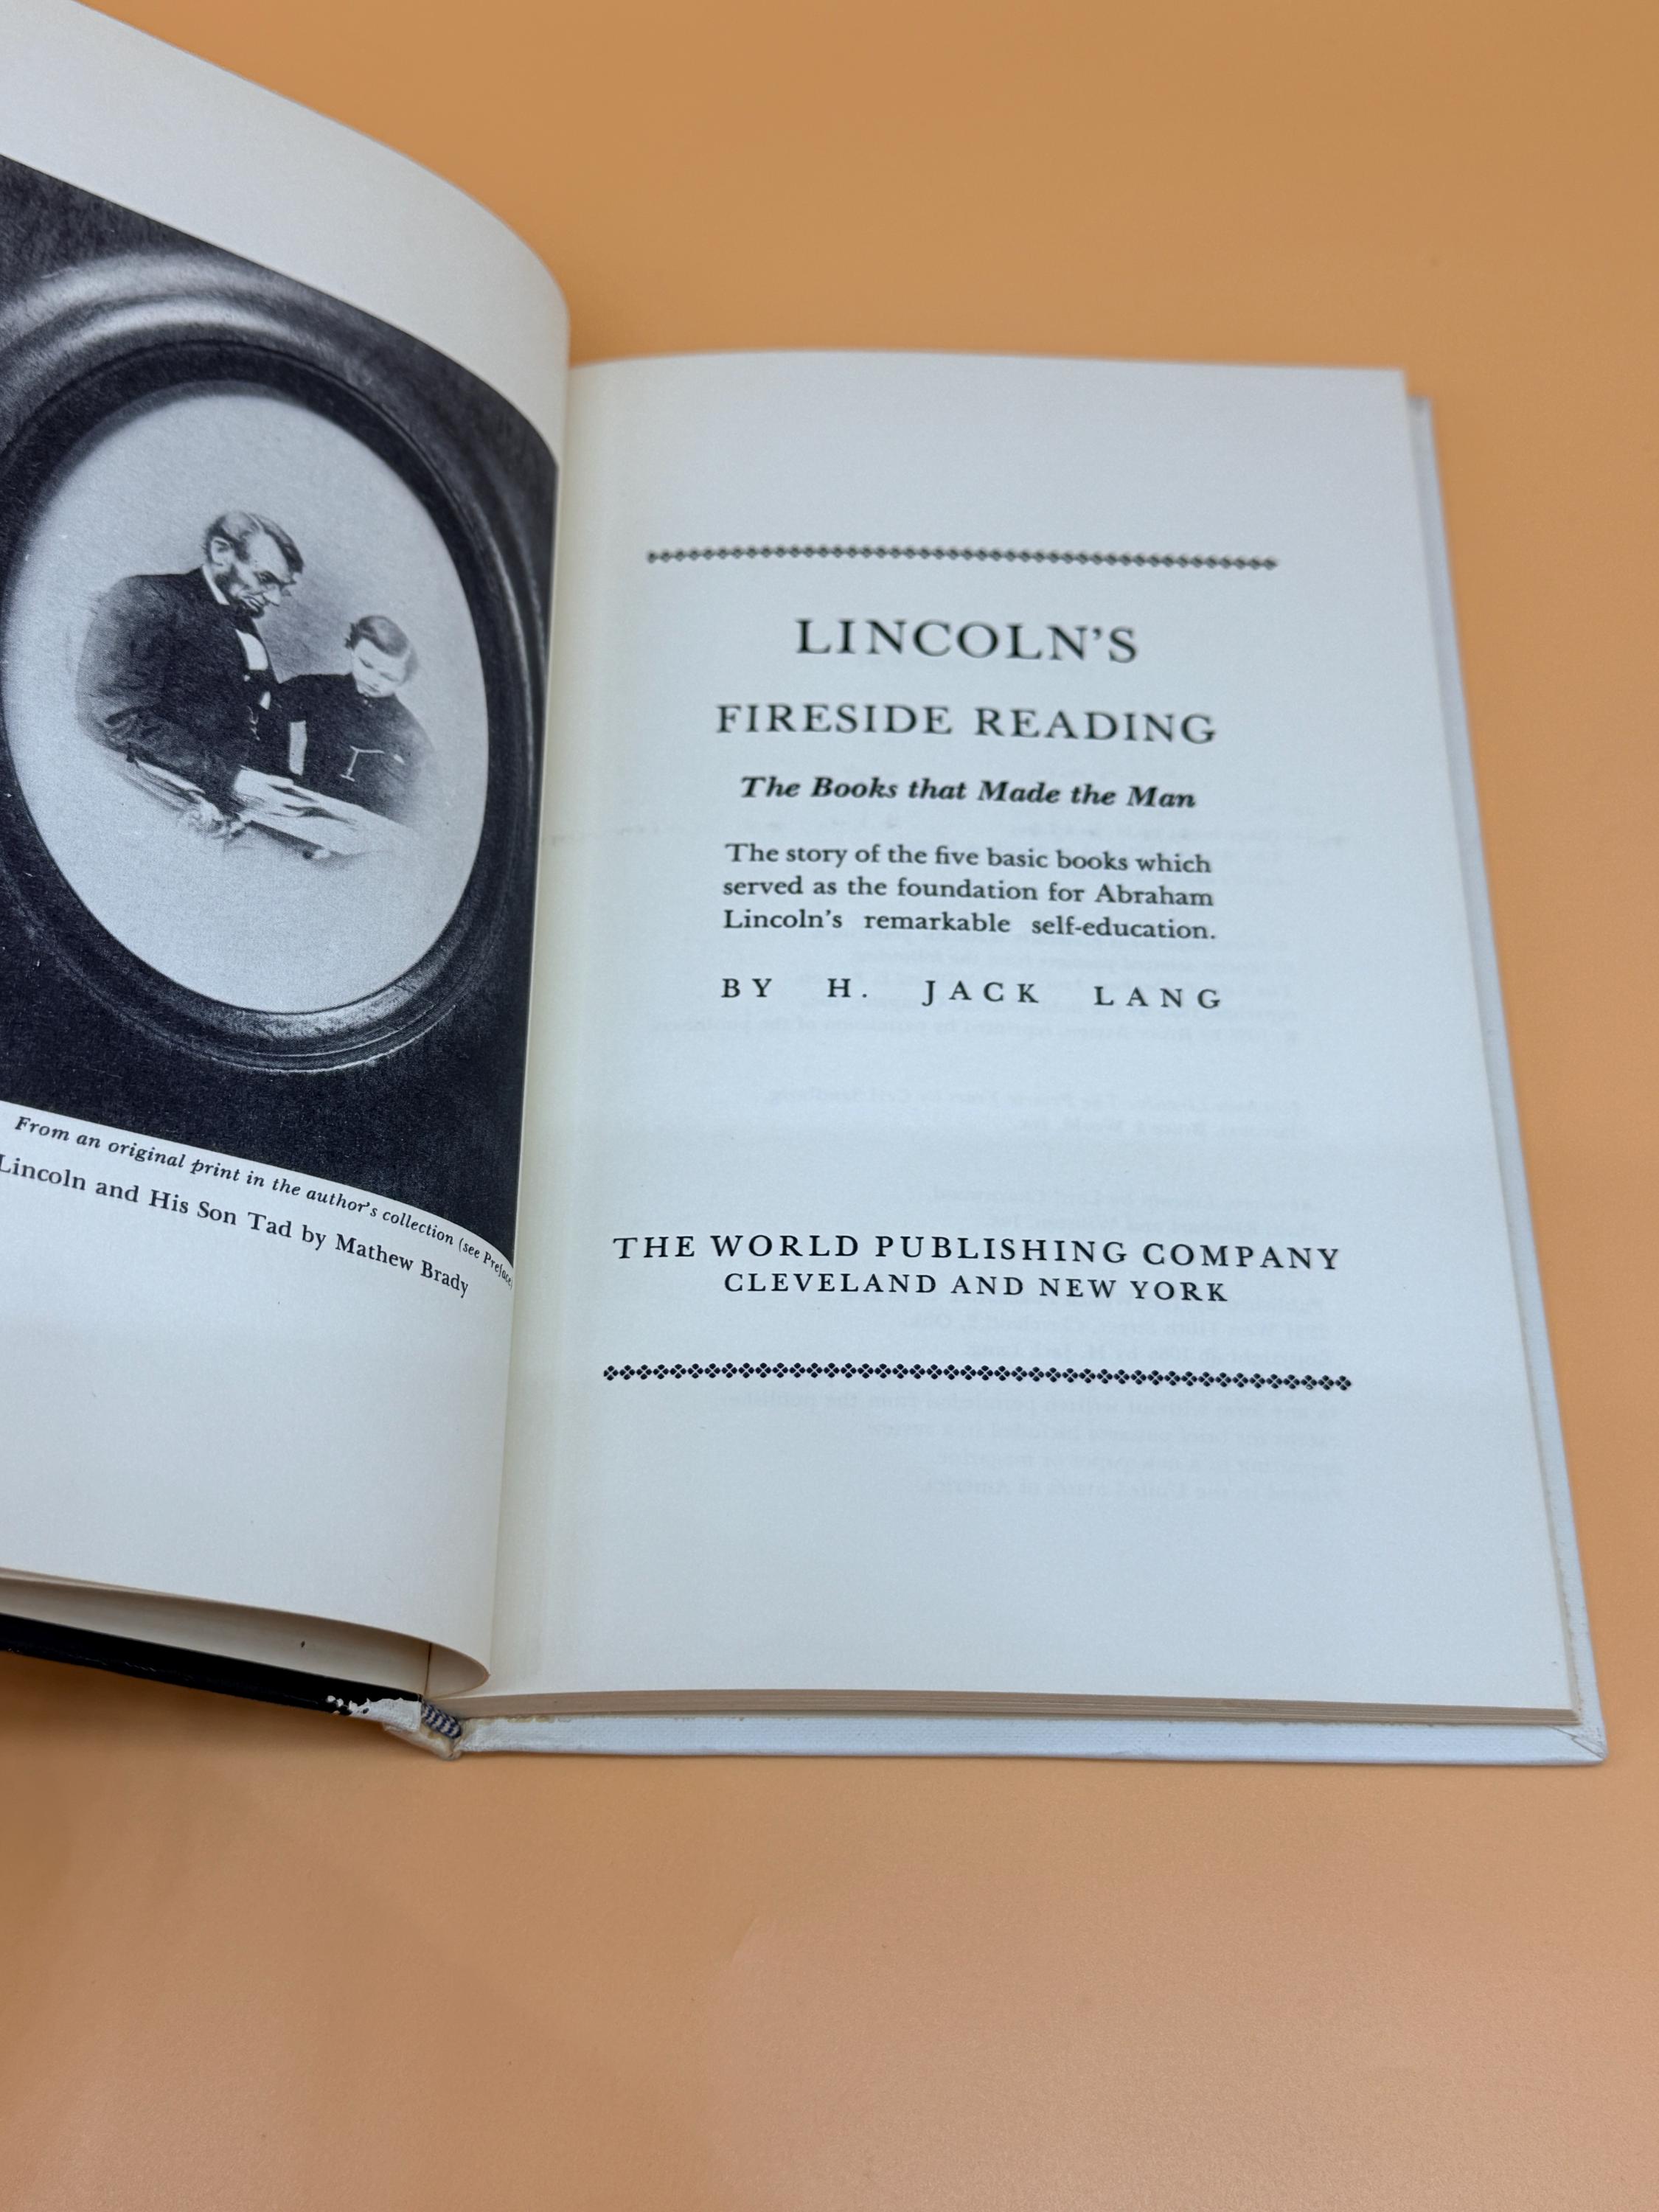 From an original print in the author's collection (see Preface)
Lincoln and His Son Tad by Mathew Brady
LINCOLN'S
FIRESIDE READING
The Books that Made the Man
The story of the five basic books which
served as the foundation for Abraham
Lincoln's remarkable self-education.
BY H. JACK LANG
THE WORLD PUBLISHING COMPANY
CLEVELAND AND NEW YORK